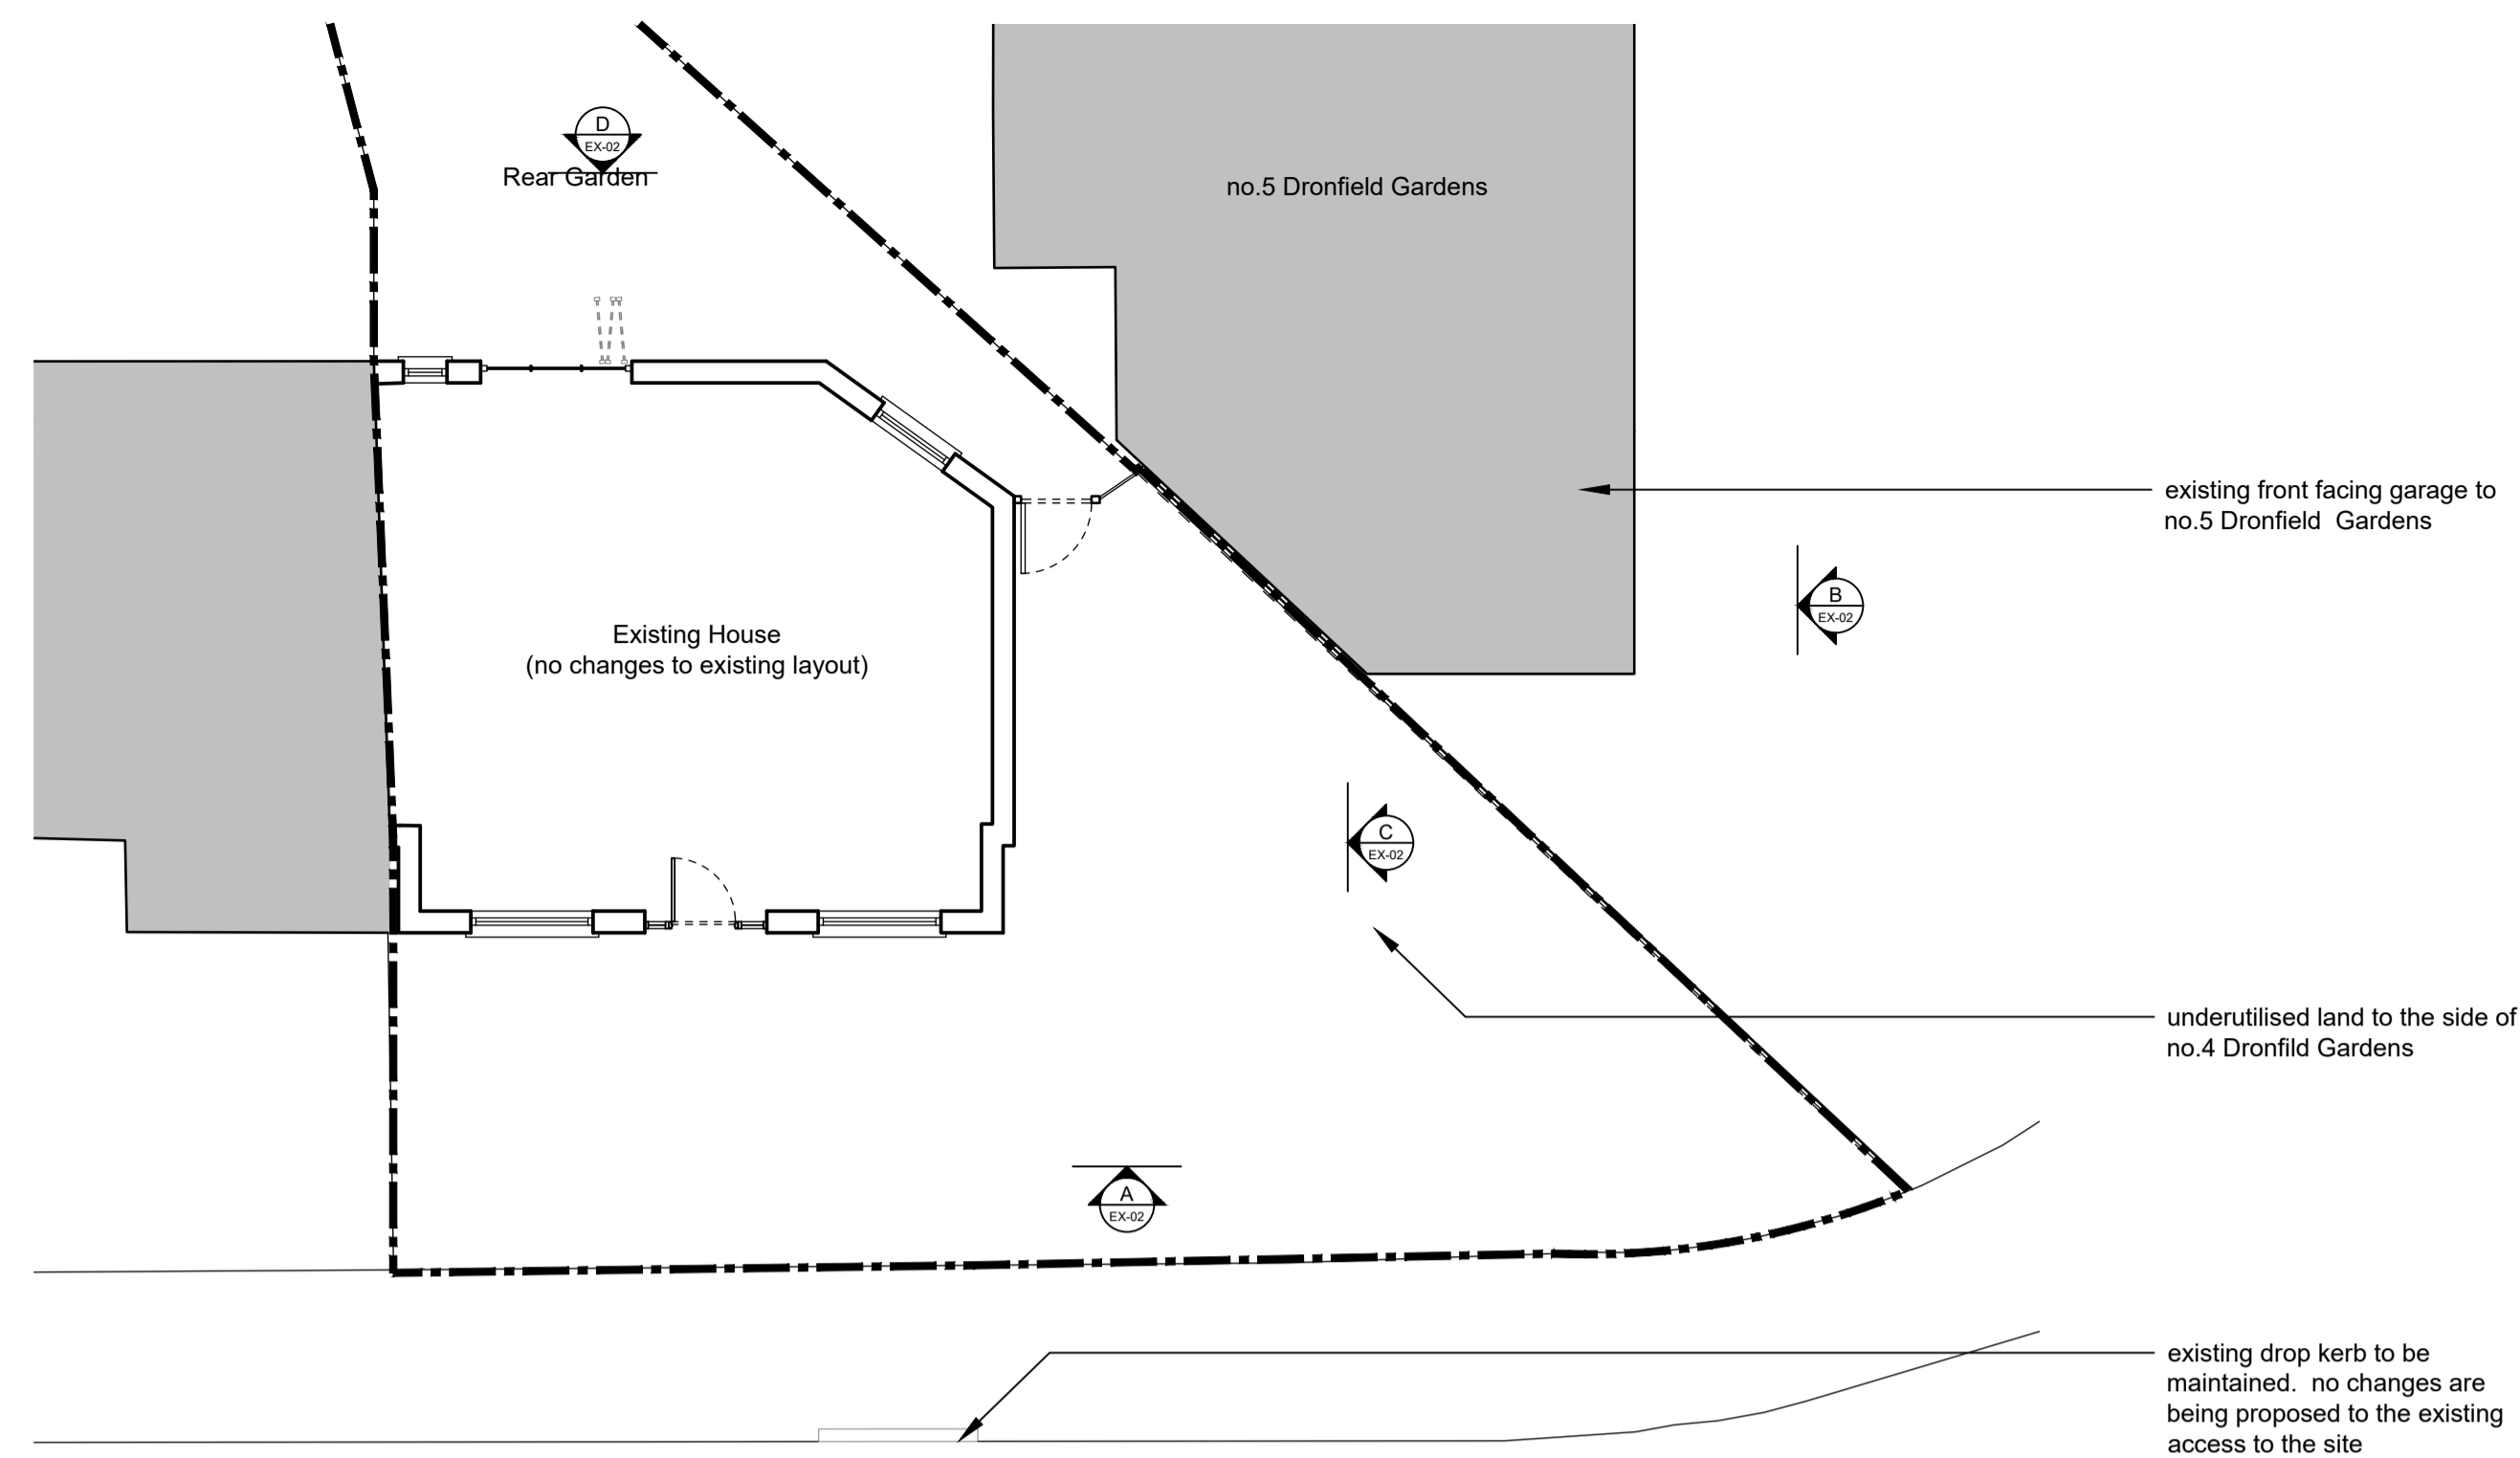 D
EX-02
Rear Garden
no.5 Dronfield Gardens
existing front facing garage to
no.5 Dronfield Gardens
B
EX-02
Existing House
(no changes to existing layout)
C
EX-02
underutilised land to the side of
no.4 Dronfild Gardens
A
EX-02
existing drop kerb to be
maintained. no changes are
being proposed to the existing
access to the site